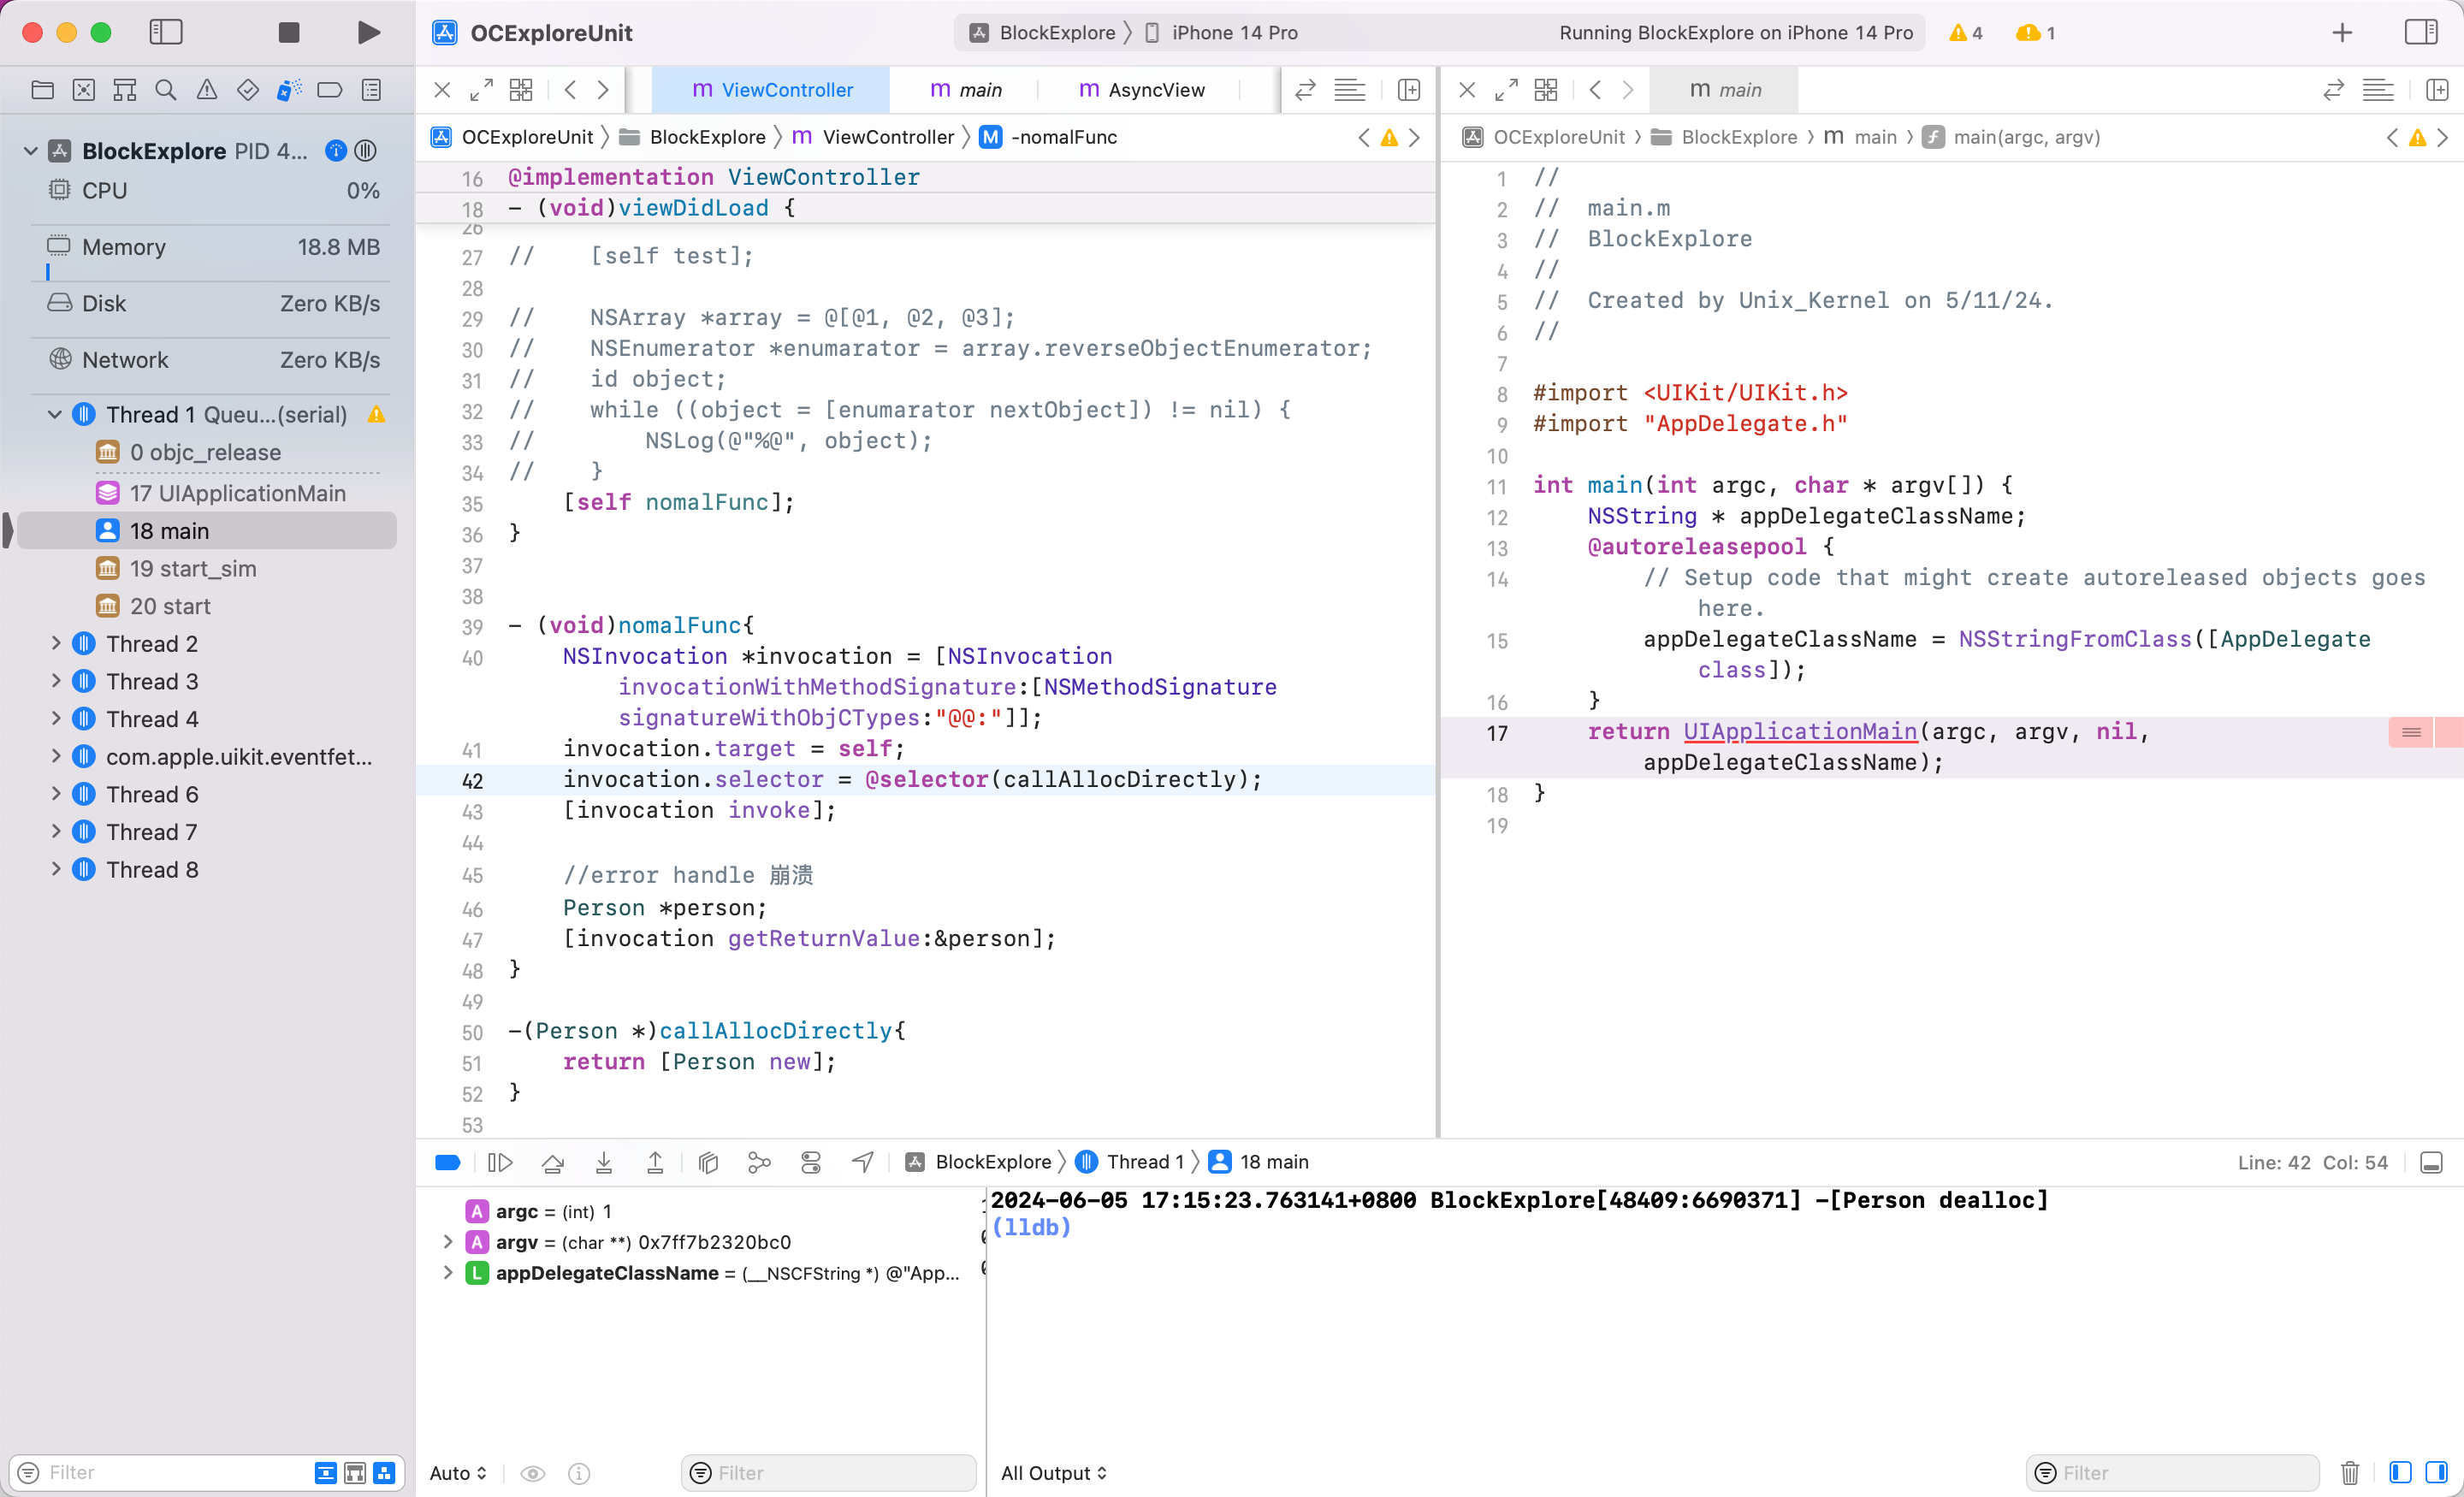 OCExploreUnit
BlockExplore
iPhone 14 Pro
Running BlockExplore on iPhone 14 Pro
4
1
BlockExplore PID 4...
CPU 0%
Memory 18.8 MB
Disk Zero KB/s
Network Zero KB/s
Thread 1 Queu...(serial)
0 objc_release
17 UIApplicationMain
18 main
19 start_sim
20 start
Thread 2
Thread 3
Thread 4
com.apple.uikit.eventfet...
Thread 6
Thread 7
Thread 8
Filter
m ViewController
m main
m AsyncView
OCExploreUnit
BlockExplore
m ViewController
M -nomalFunc
16 @implementation ViewController
18 - (void)viewDidLoad {
26
27 //    [self test];
28
29 //    NSArray *array = @[@1, @2, @3];
30 //    NSEnumerator *enumarator = array.reverseObjectEnumerator;
31 //    id object;
32 //    while ((object = [enumarator nextObject]) != nil) {
33 //        NSLog(@"%@", object);
34 //    }
35     [self nomalFunc];
36 }
37
38
39 - (void)nomalFunc{
40     NSInvocation *invocation = [NSInvocation
invocationWithMethodSignature:[NSMethodSignature
signatureWithObjCTypes:"@@:"]];
41     invocation.target = self;
42     invocation.selector = @selector(callAllocDirectly);
43     [invocation invoke];
44
45     //error handle 崩溃
46     Person *person;
47     [invocation getReturnValue:&person];
48 }
49
50 -(Person *)callAllocDirectly{
51     return [Person new];
52 }
53
m main
OCExploreUnit
BlockExplore
m main
f main(argc, argv)
1 //
2 //  main.m
3 //  BlockExplore
4 //
5 //  Created by Unix_Kernel on 5/11/24.
6 //
7
8 #import <UIKit/UIKit.h>
9 #import "AppDelegate.h"
10
11 int main(int argc, char * argv[]) {
12     NSString * appDelegateClassName;
13     @autoreleasepool {
14         // Setup code that might create autoreleased objects goes
here.
15         appDelegateClassName = NSStringFromClass([AppDelegate
class]);
16     }
17     return UIApplicationMain(argc, argv, nil,
appDelegateClassName);
18 }
19
BlockExplore
Thread 1
18 main
Line: 42 Col: 54
A argc = (int) 1
A argv = (char **) 0x7ff7b2320bc0
L appDelegateClassName = (__NSCFString *) @"App...
Auto
Filter
2024-06-05 17:15:23.763141+0800 BlockExplore[48409:6690371] -[Person dealloc]
(lldb)
All Output
Filter